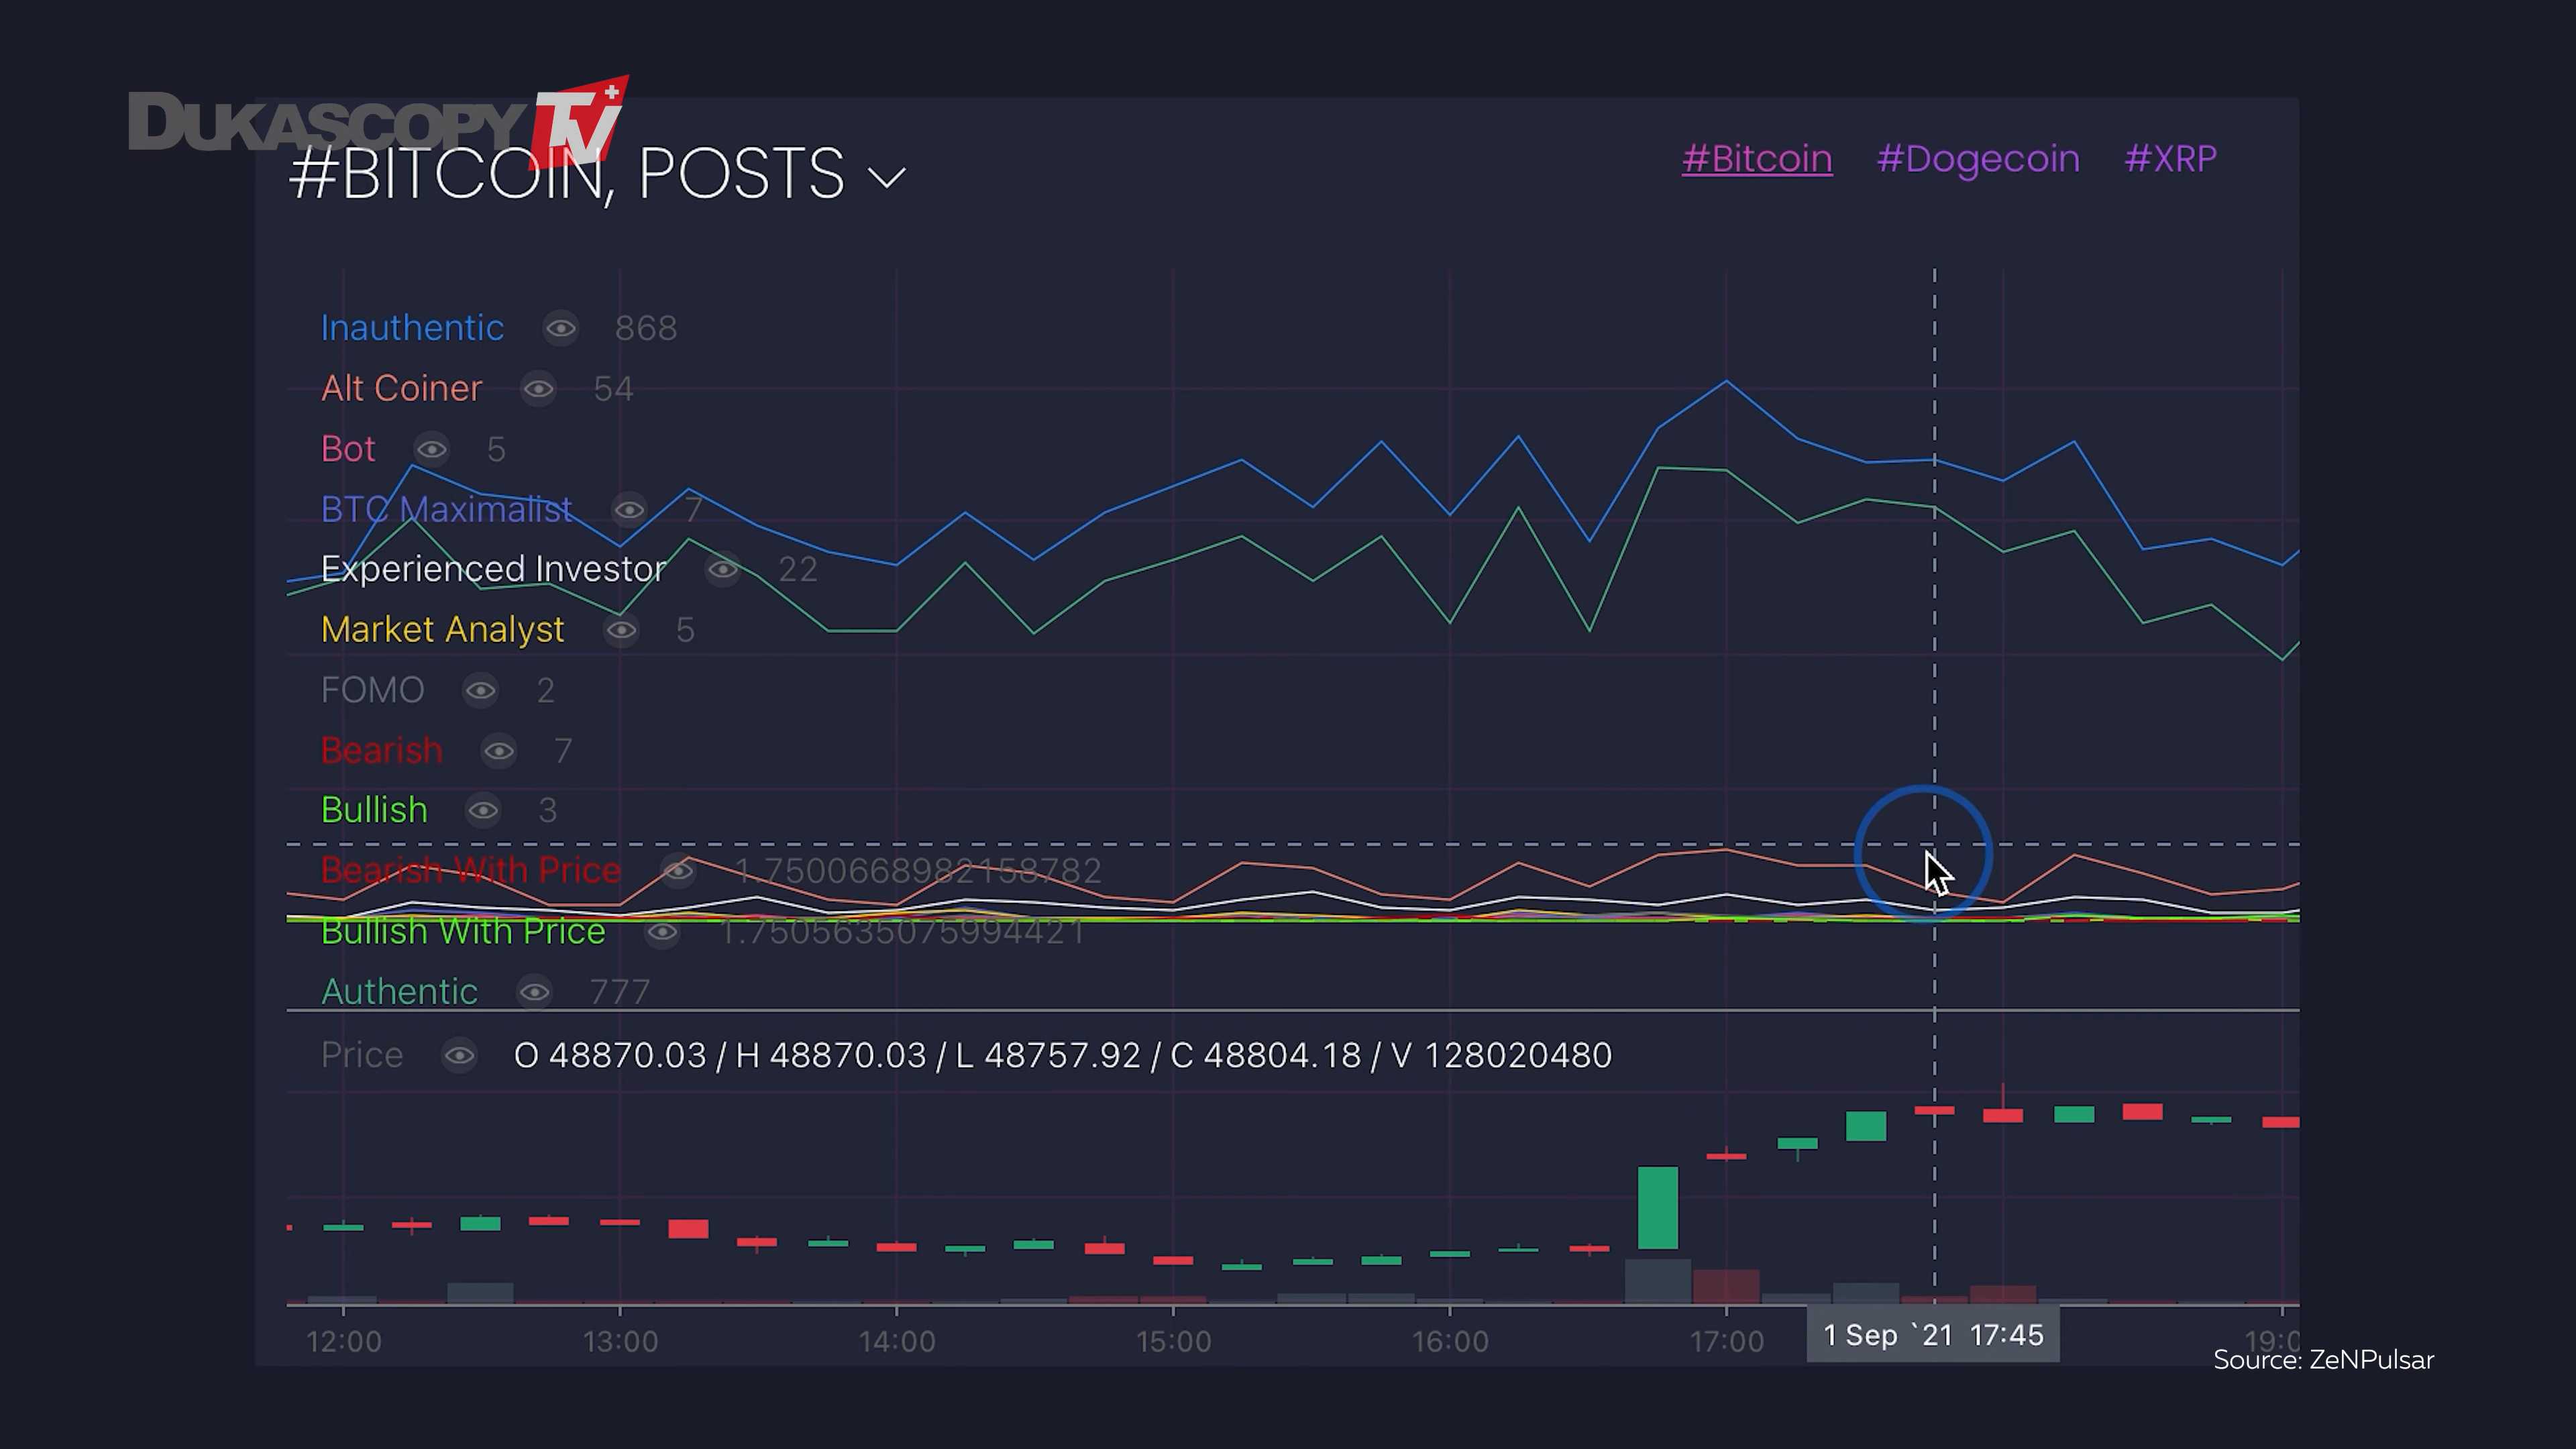 DUKASCOPY TV
#BITCOIN, POSTS
#Bitcoin #Dogecoin #XRP
Inauthentic 868
Alt Coiner 54
Bot 5
BTC Maximalist 7
Experienced Investor 22
Market Analyst 5
FOMO 2
Bearish 7
Bullish 3
Bearish With Price 1.7500668982158782
Bullish With Price 1.7505635075994421
Authentic 777
Price O 48870.03 / H 48870.03 / L 48757.92 / C 48804.18 / V 128020480
12:00 13:00 14:00 15:00 16:00 17:00 1 Sep `21 17:45 19:0
Source: ZeNPulsar